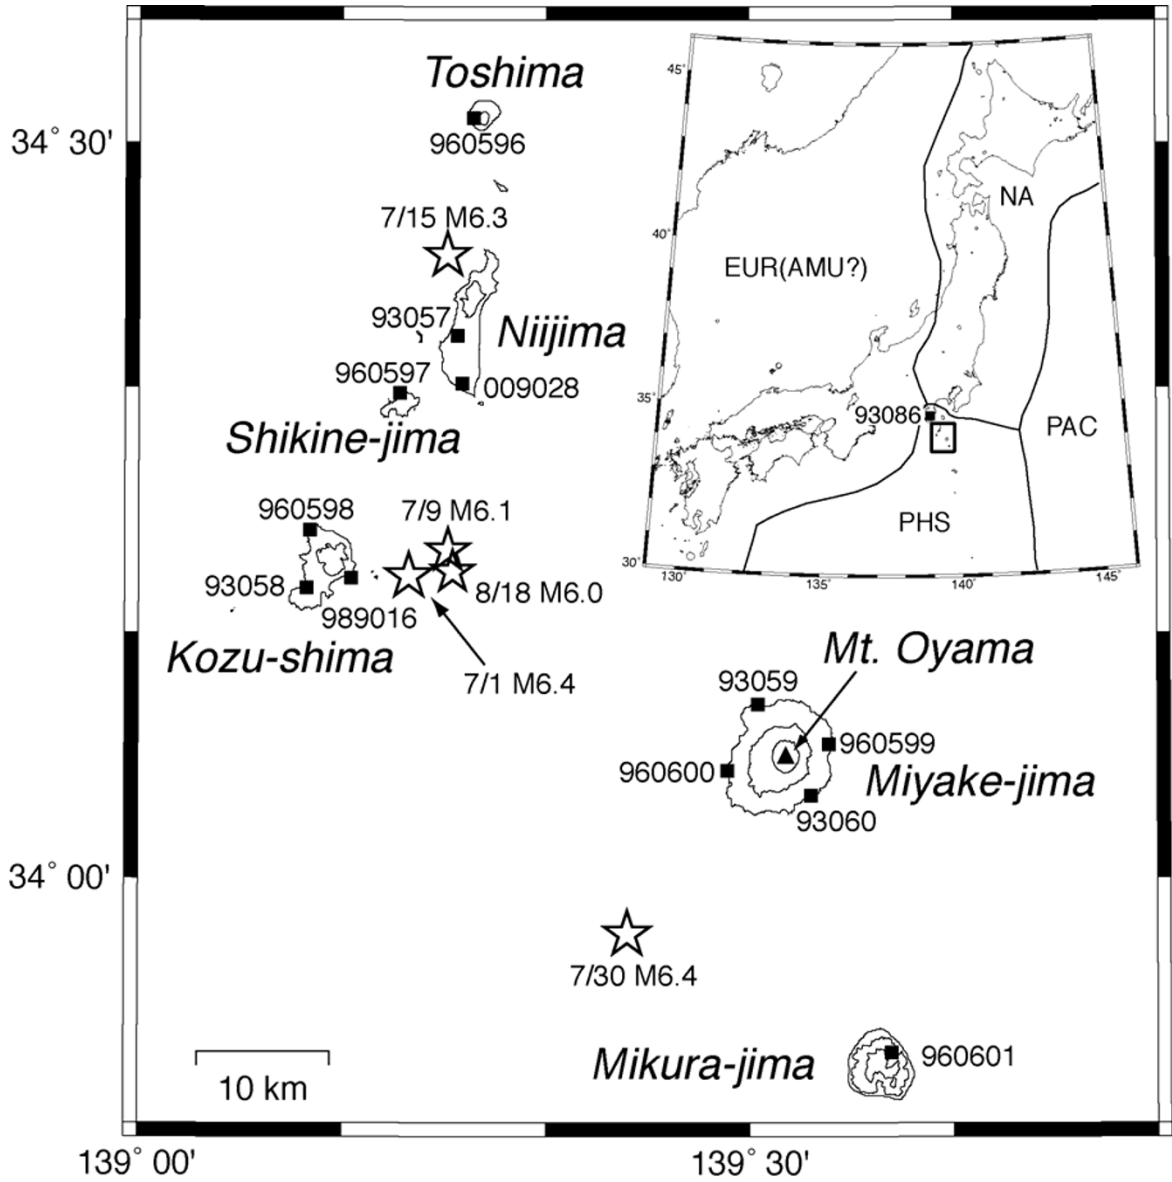 Toshima
960596
34° 30'
7/15 M6.3
93057
Niijima
960597
009028
Shikine-jima
960598
7/9 M6.1
93058
8/18 M6.0
989016
Kozu-shima
7/1 M6.4
Mt. Oyama
93059
960599
960600
Miyake-jima
93060
34° 00'
7/30 M6.4
Mikura-jima
960601
10 km
139° 00'
139° 30'
45°
NA
40°
EUR(AMU?)
35°
93086
PAC
PHS
30°
130°
135°
140°
145°